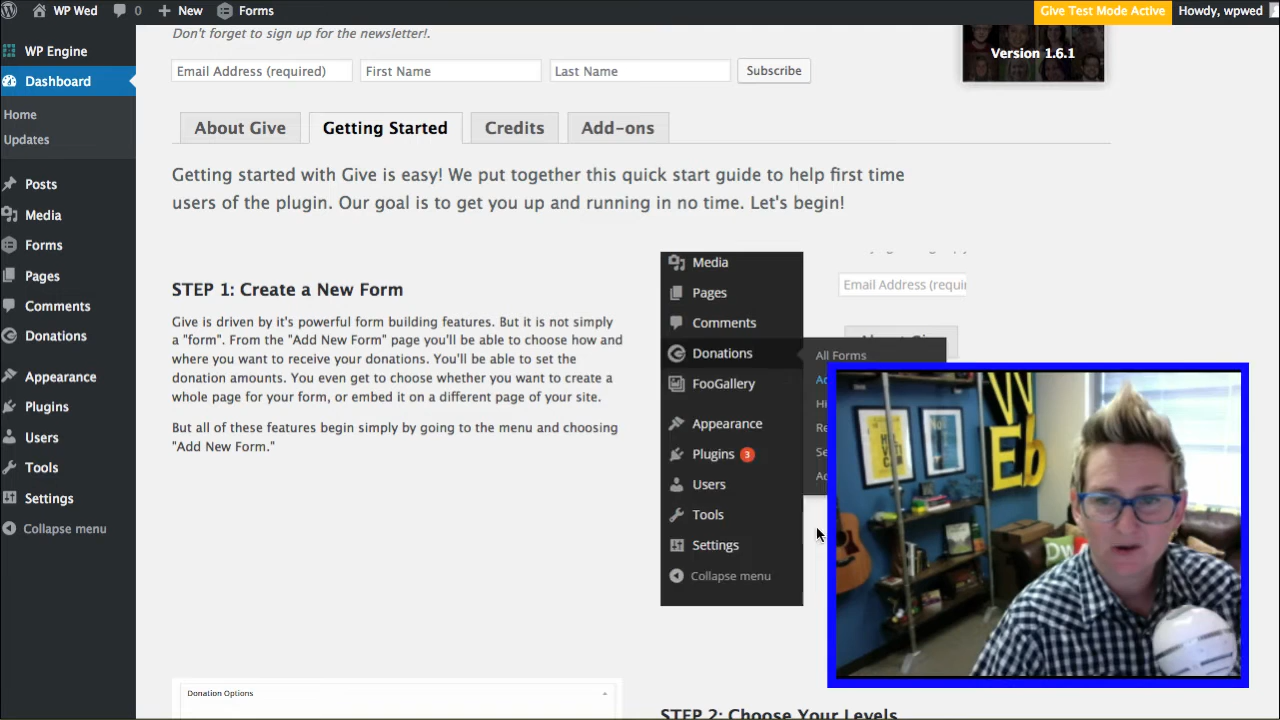 WP Wed 0 New Forms Give Test Mode Active Howdy, wpwed
WP Engine
Dashboard
Home
Updates
Posts
Media
Forms
Pages
Comments
Donations
Appearance
Plugins
Users
Tools
Settings
Collapse menu
Don't forget to sign up for the newsletter!.
Email Address (required) First Name Last Name Subscribe
Version 1.6.1
About Give Getting Started Credits Add-ons
Getting started with Give is easy! We put together this quick start guide to help first time
users of the plugin. Our goal is to get you up and running in no time. Let's begin!
STEP 1: Create a New Form
Give is driven by it's powerful form building features. But it is not simply
a "form". From the "Add New Form" page you'll be able to choose how and
where you want to receive your donations. You'll be able to set the
donation amounts. You even get to choose whether you want to create a
whole page for your form, or embed it on a different page of your site.
But all of these features begin simply by going to the menu and choosing
"Add New Form."
Media
Pages
Comments
Donations
FooGallery
Appearance
Plugins 3
Users
Tools
Settings
Collapse menu
Email Address (requi
All Forms
WEb
Donation Options
STEP 2: Choose Your Levels